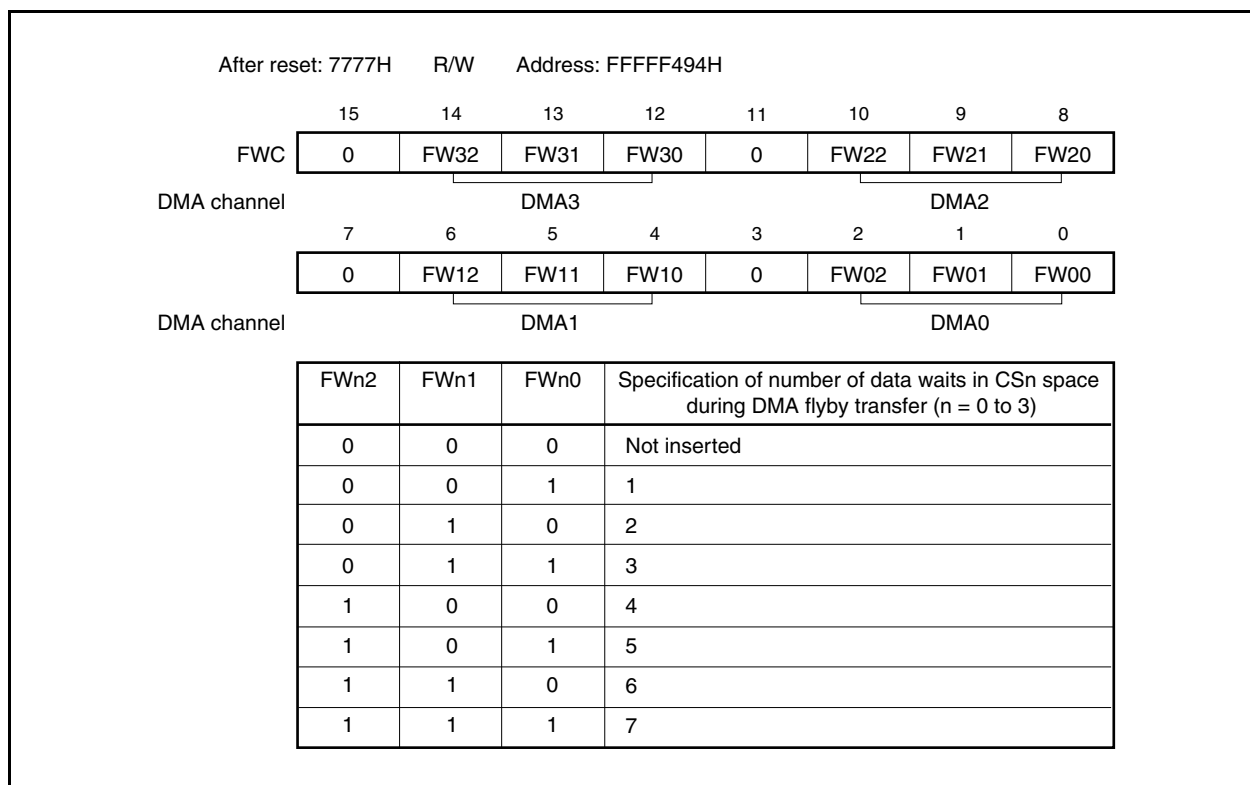 After reset: 7777H R/W Address: FFFFF494H
15 14 13 12 11 10 9 8
FWC 0 FW32 FW31 FW30 0 FW22 FW21 FW20
DMA channel DMA3 DMA2
7 6 5 4 3 2 1 0
0 FW12 FW11 FW10 0 FW02 FW01 FW00
DMA channel DMA1 DMA0
FWn2 FWn1 FWn0 Specification of number of data waits in CSn space
during DMA flyby transfer (n = 0 to 3)
0 0 0 Not inserted
0 0 1 1
0 1 0 2
0 1 1 3
1 0 0 4
1 0 1 5
1 1 0 6
1 1 1 7